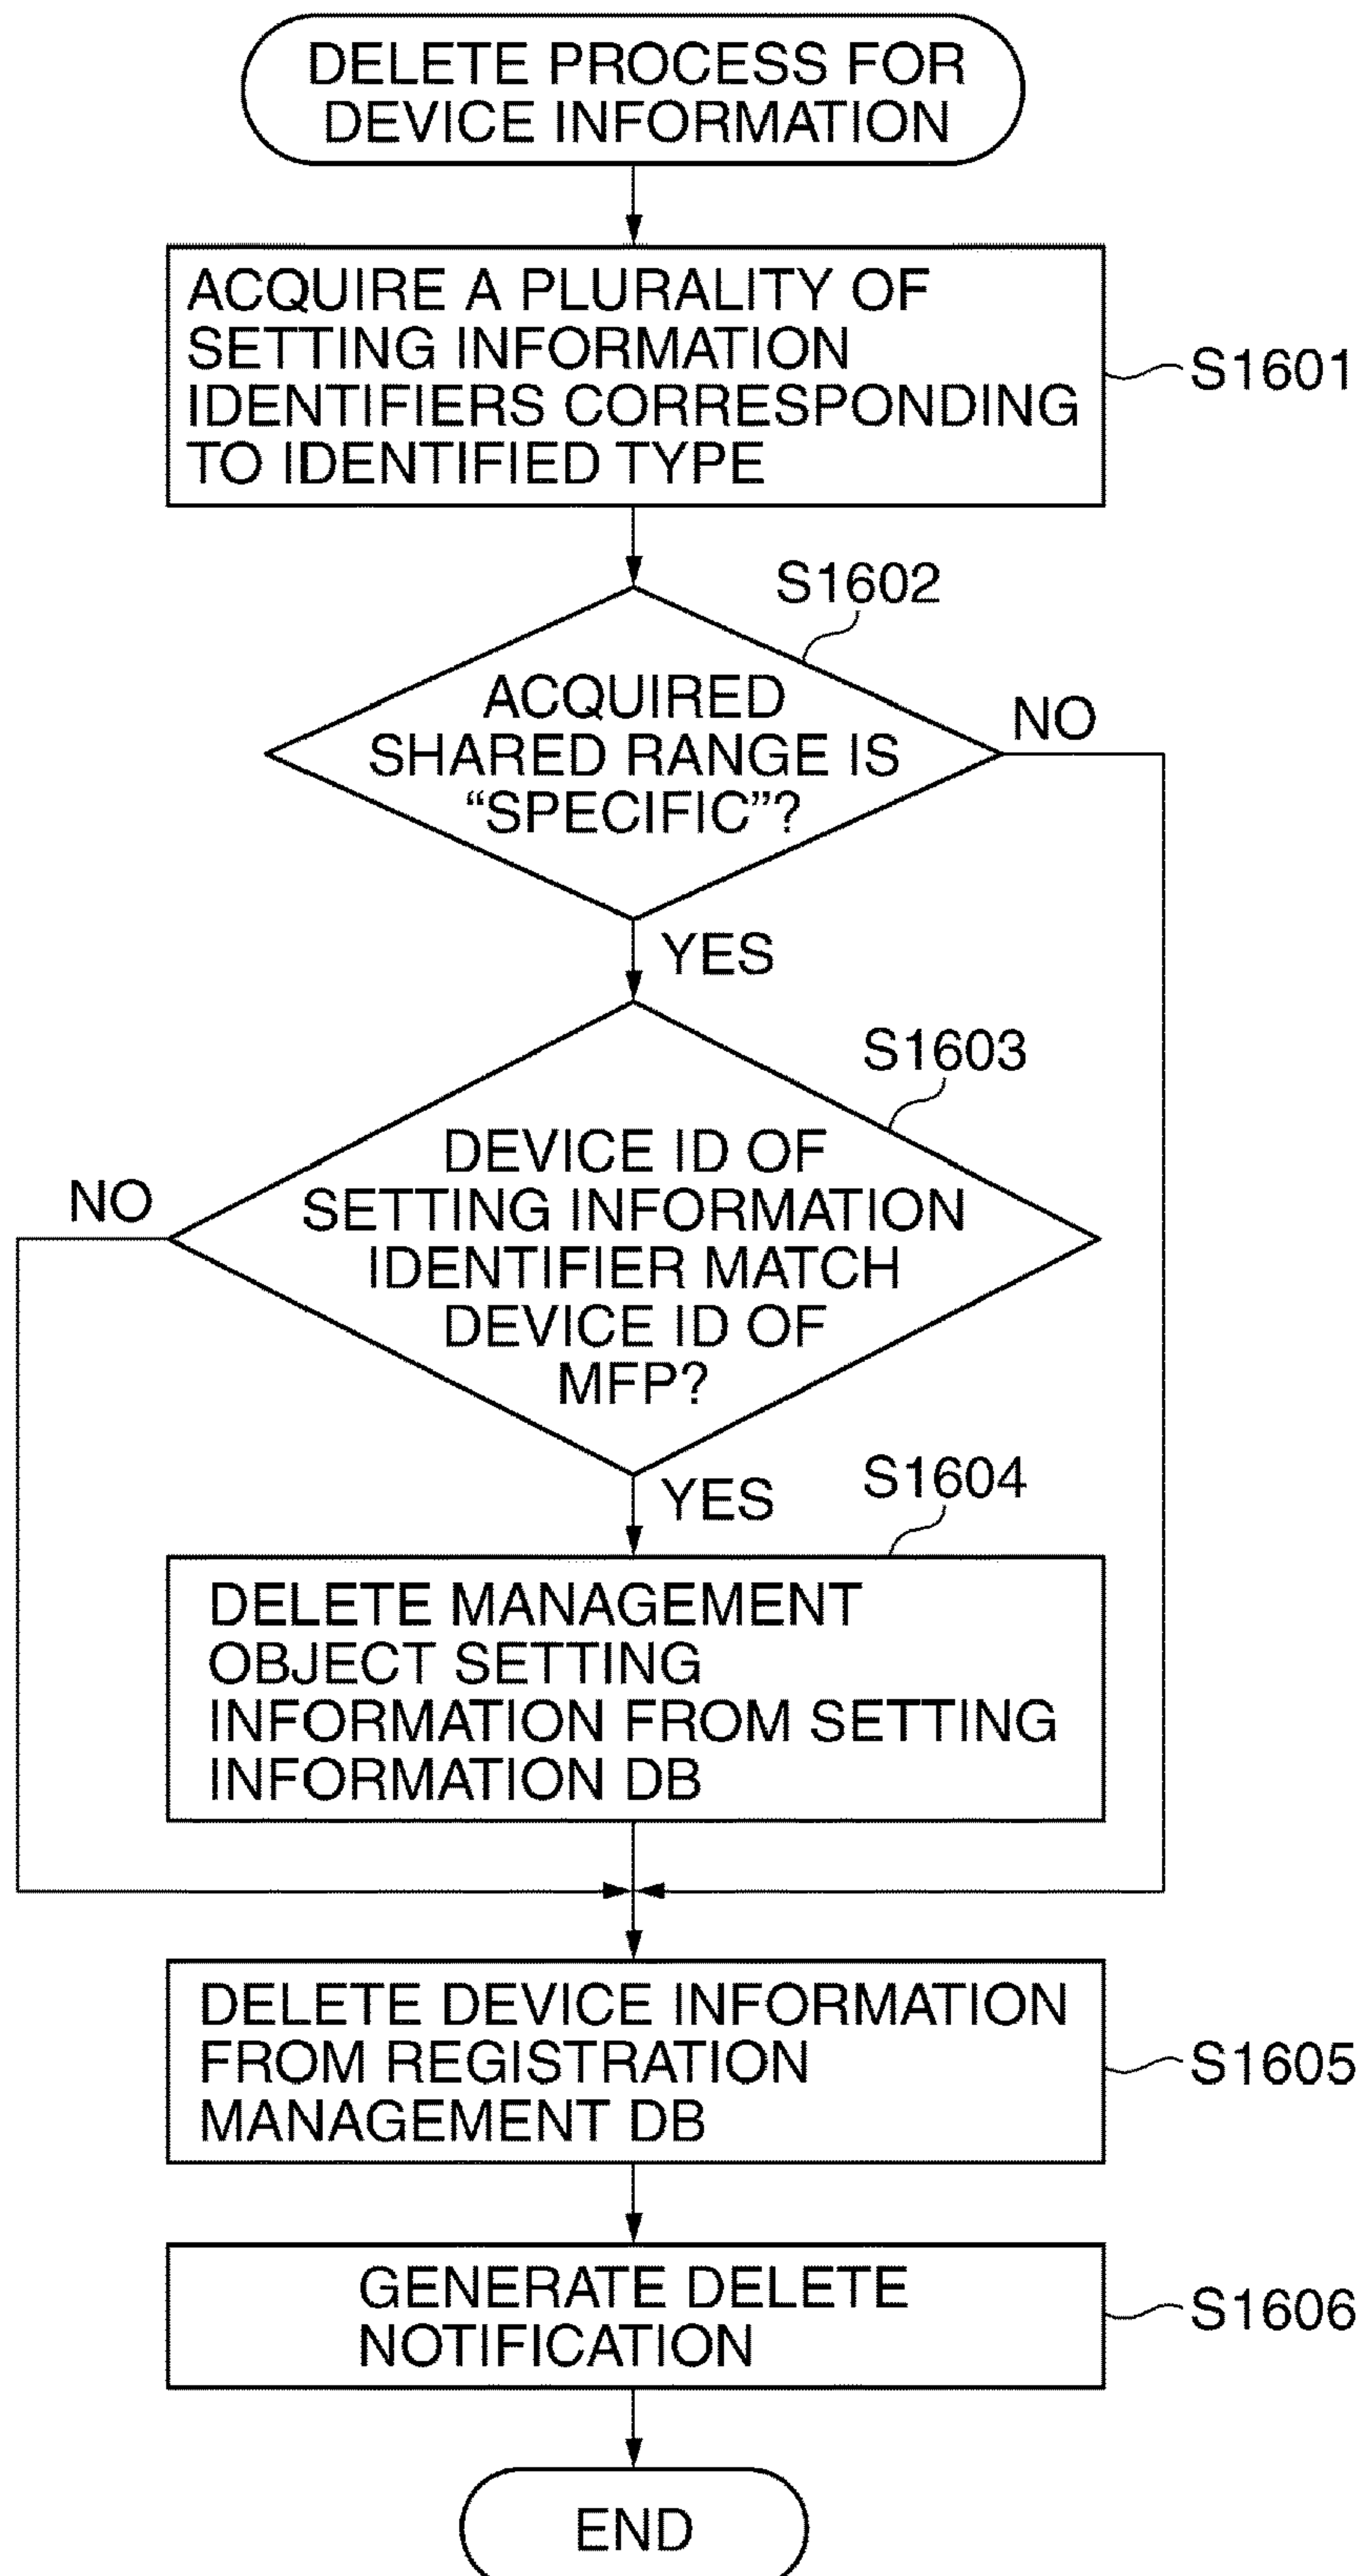 DELETE PROCESS FOR
DEVICE INFORMATION
ACQUIRE A PLURALITY OF
SETTING INFORMATION
IDENTIFIERS CORRESPONDING
TO IDENTIFIED TYPE
S1601
S1602
ACQUIRED
SHARED RANGE IS
“SPECIFIC”?
NO
YES
S1603
DEVICE ID OF
SETTING INFORMATION
IDENTIFIER MATCH
DEVICE ID OF
MFP?
NO
YES
S1604
DELETE MANAGEMENT
OBJECT SETTING
INFORMATION FROM SETTING
INFORMATION DB
DELETE DEVICE INFORMATION
FROM REGISTRATION
MANAGEMENT DB
S1605
GENERATE DELETE
NOTIFICATION
S1606
END